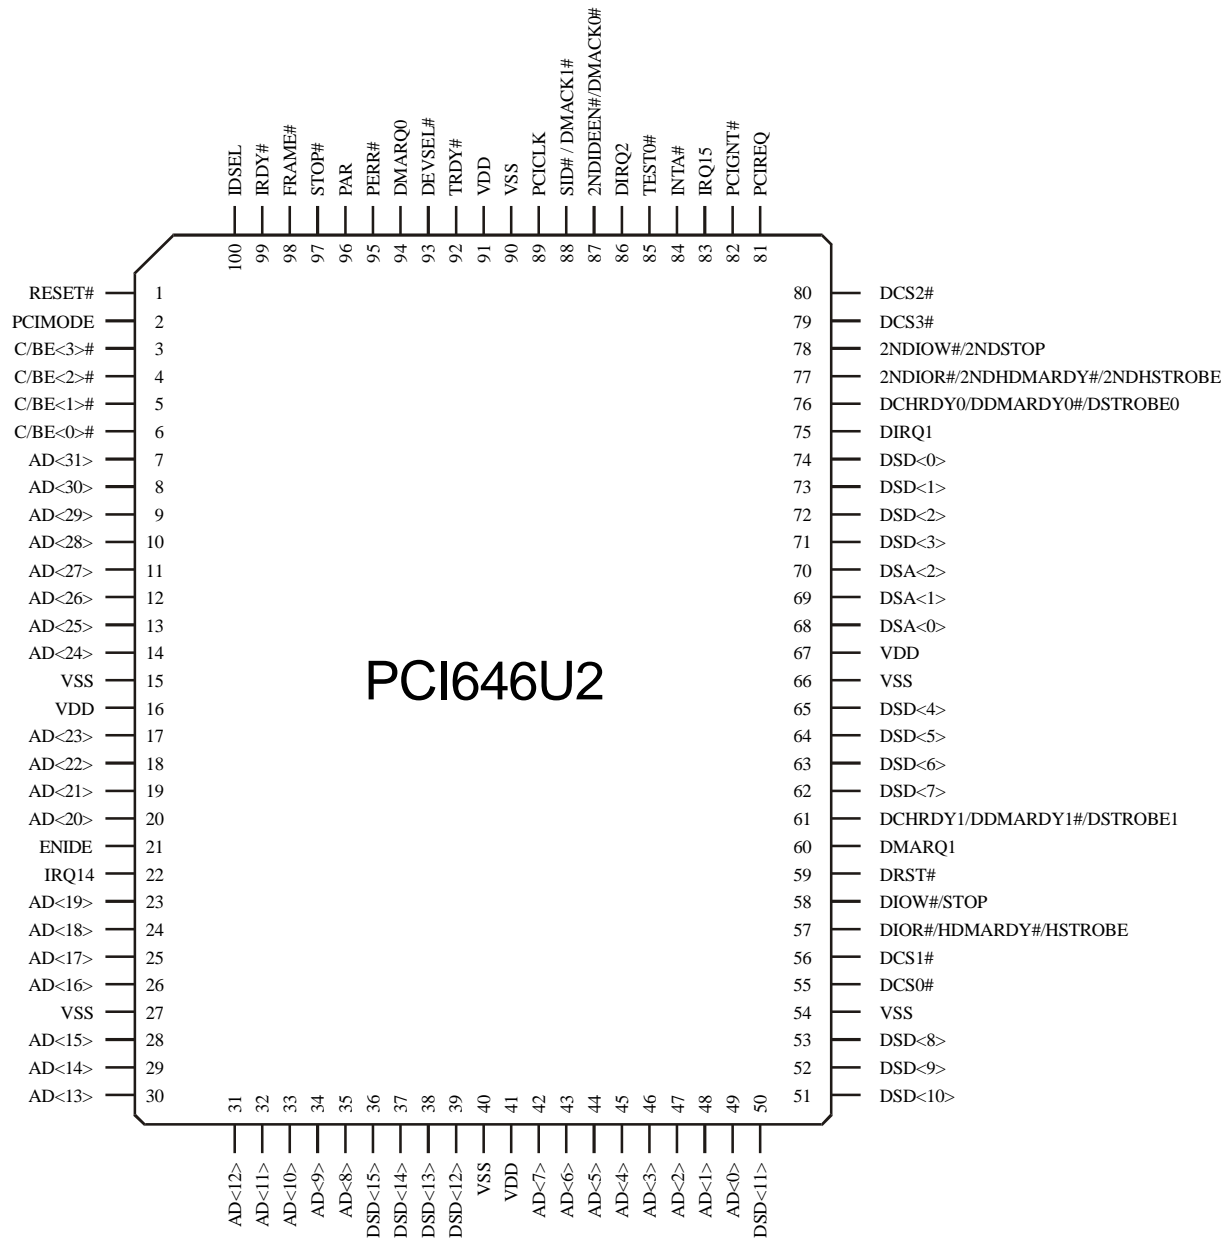 IDSEL
IRDY#
FRAME#
STOP#
PAR
PERR#
DMARQ0
DEVSEL#
TRDY#
VDD
VSS
PCICLK
SID# / DMACK1#
2NDIDEEN#/DMACK0#
DIRQ2
TEST0#
INTA#
IRQ15
PCIGNT#
PCIREQ
100
99
98
97
96
95
94
93
92
91
90
89
88
87
86
85
84
83
82
81
RESET# 1
PCIMODE 2
C/BE<3># 3
C/BE<2># 4
C/BE<1># 5
C/BE<0># 6
AD<31> 7
AD<30> 8
AD<29> 9
AD<28> 10
AD<27> 11
AD<26> 12
AD<25> 13
AD<24> 14
VSS 15
VDD 16
AD<23> 17
AD<22> 18
AD<21> 19
AD<20> 20
ENIDE 21
IRQ14 22
AD<19> 23
AD<18> 24
AD<17> 25
AD<16> 26
VSS 27
AD<15> 28
AD<14> 29
AD<13> 30
PCI646U2
80 DCS2#
79 DCS3#
78 2NDIOW#/2NDSTOP
77 2NDIOR#/2NDHDMARDY#/2NDHSTROBE
76 DCHRDY0/DDMARDY0#/DSTROBE0
75 DIRQ1
74 DSD<0>
73 DSD<1>
72 DSD<2>
71 DSD<3>
70 DSA<2>
69 DSA<1>
68 DSA<0>
67 VDD
66 VSS
65 DSD<4>
64 DSD<5>
63 DSD<6>
62 DSD<7>
61 DCHRDY1/DDMARDY1#/DSTROBE1
60 DMARQ1
59 DRST#
58 DIOW#/STOP
57 DIOR#/HDMARDY#/HSTROBE
56 DCS1#
55 DCS0#
54 VSS
53 DSD<8>
52 DSD<9>
51 DSD<10>
31
32
33
34
35
36
37
38
39
40
41
42
43
44
45
46
47
48
49
50
AD<12>
AD<11>
AD<10>
AD<9>
AD<8>
DSD<15>
DSD<14>
DSD<13>
DSD<12>
VSS
VDD
AD<7>
AD<6>
AD<5>
AD<4>
AD<3>
AD<2>
AD<1>
AD<0>
DSD<11>